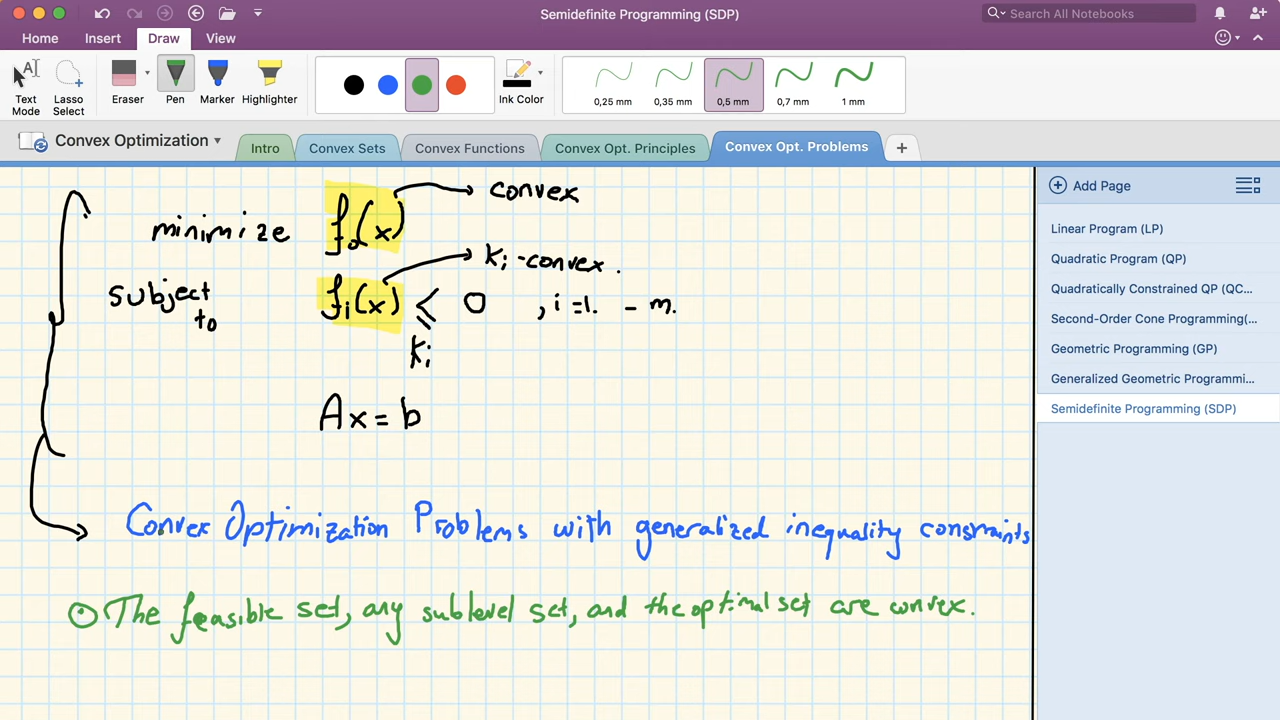 Semidefinite Programming (SDP)
Search All Notebooks
Home Insert Draw View
Text Mode
Lasso Select
Eraser
Pen
Marker
Highlighter
Ink Color
0,25 mm 0,35 mm 0,5 mm 0,7 mm 1 mm
Convex Optimization
Intro Convex Sets Convex Functions Convex Opt. Principles Convex Opt. Problems
Add Page
Linear Program (LP)
Quadratic Program (QP)
Quadratically Constrained QP (QC...
Second-Order Cone Programming(...
Geometric Programming (GP)
Generalized Geometric Programmi...
Semidefinite Programming (SDP)
convex
minimize f₀(x)
Kᵢ-convex.
subject to fᵢ(x) ≤ 0 , i=1. - m.
Kᵢ
Ax = b
Convex Optimization Problems with generalized inequality constraints
The feasible set, any sublevel set, and the optimal set are convex.